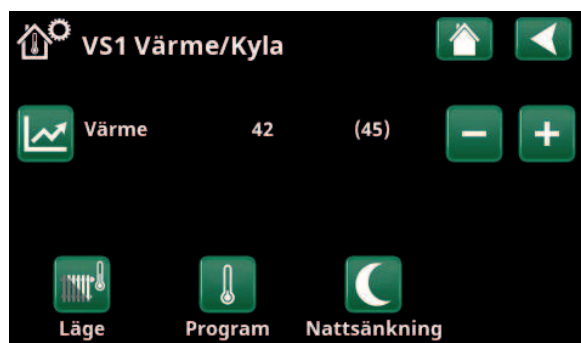 VS1 Värme/Kyla
Värme 42 (45)
Läge Program Nattsänkning